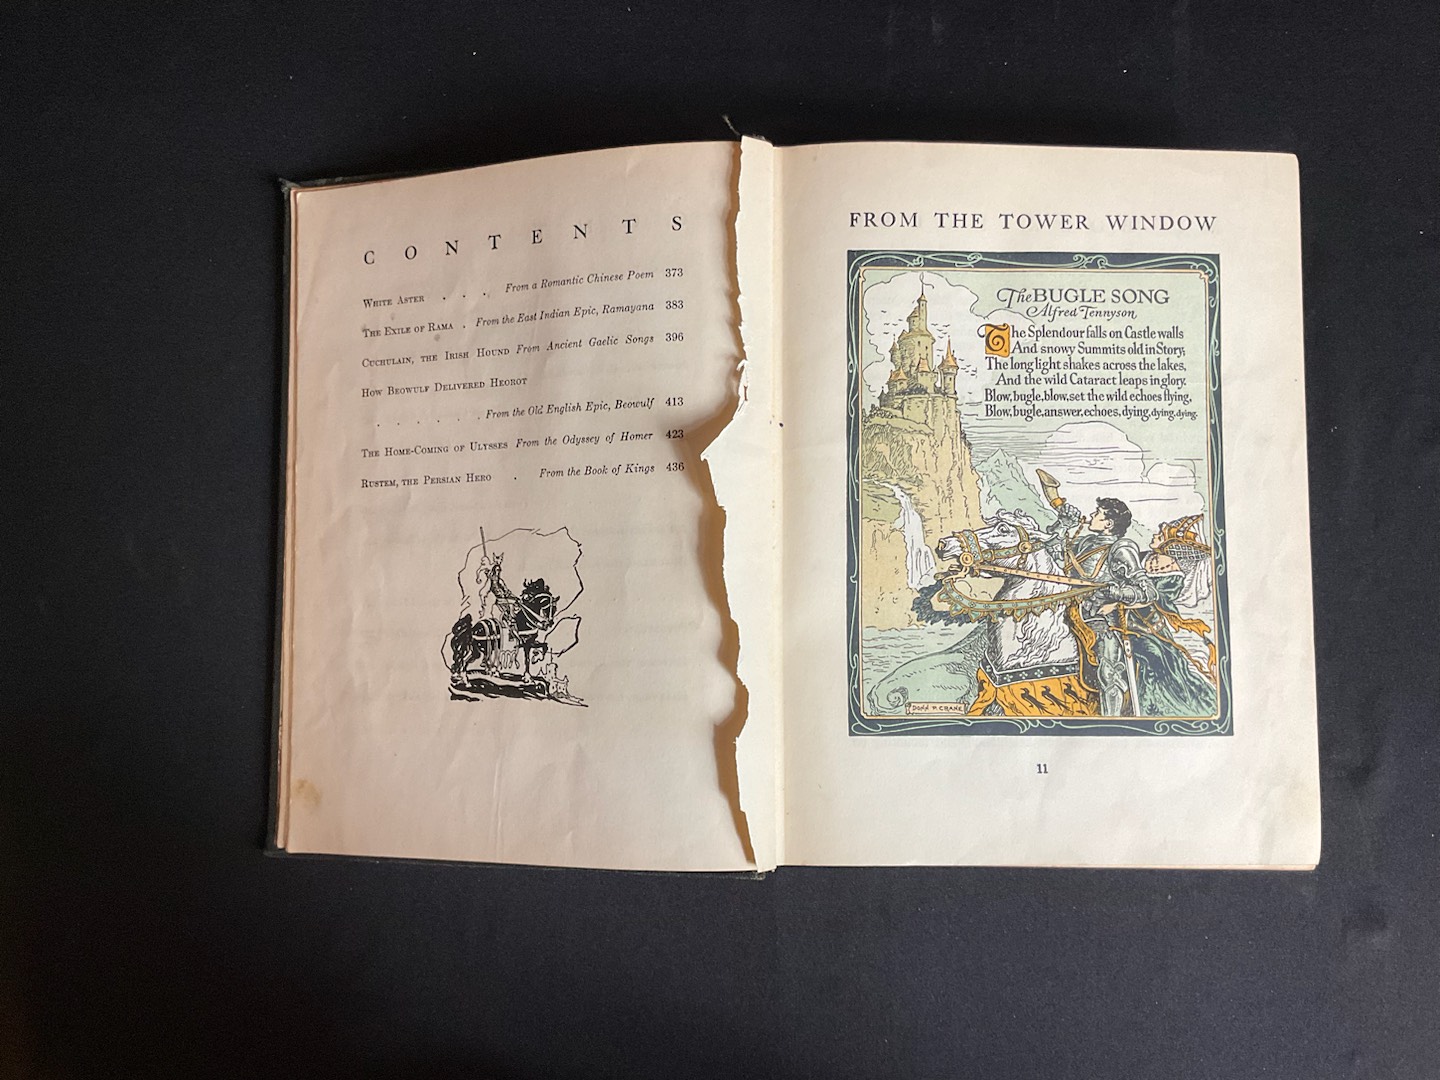 CONTENTS
WHITE ASTER . . . From a Romantic Chinese Poem 373
THE EXILE OF RAMA . From the East Indian Epic, Ramayana 383
CUCHULAIN, THE IRISH HOUND From Ancient Gaelic Songs 396
HOW BEOWULF DELIVERED HEOROT
. . . . . . . From the Old English Epic, Beowulf 413
THE HOME-COMING OF ULYSSES From the Odyssey of Homer 423
RUSTEM, THE PERSIAN HERO . From the Book of Kings 436
FROM THE TOWER WINDOW
The BUGLE SONG
Alfred Tennyson
The Splendour falls on Castle walls
And snowy Summits old in Story;
The long light shakes across the lakes,
And the wild Cataract leaps in glory.
Blow, bugle, blow, set the wild echoes flying,
Blow, bugle, answer, echoes, dying, dying, dying.
DONN P. CRANE
11